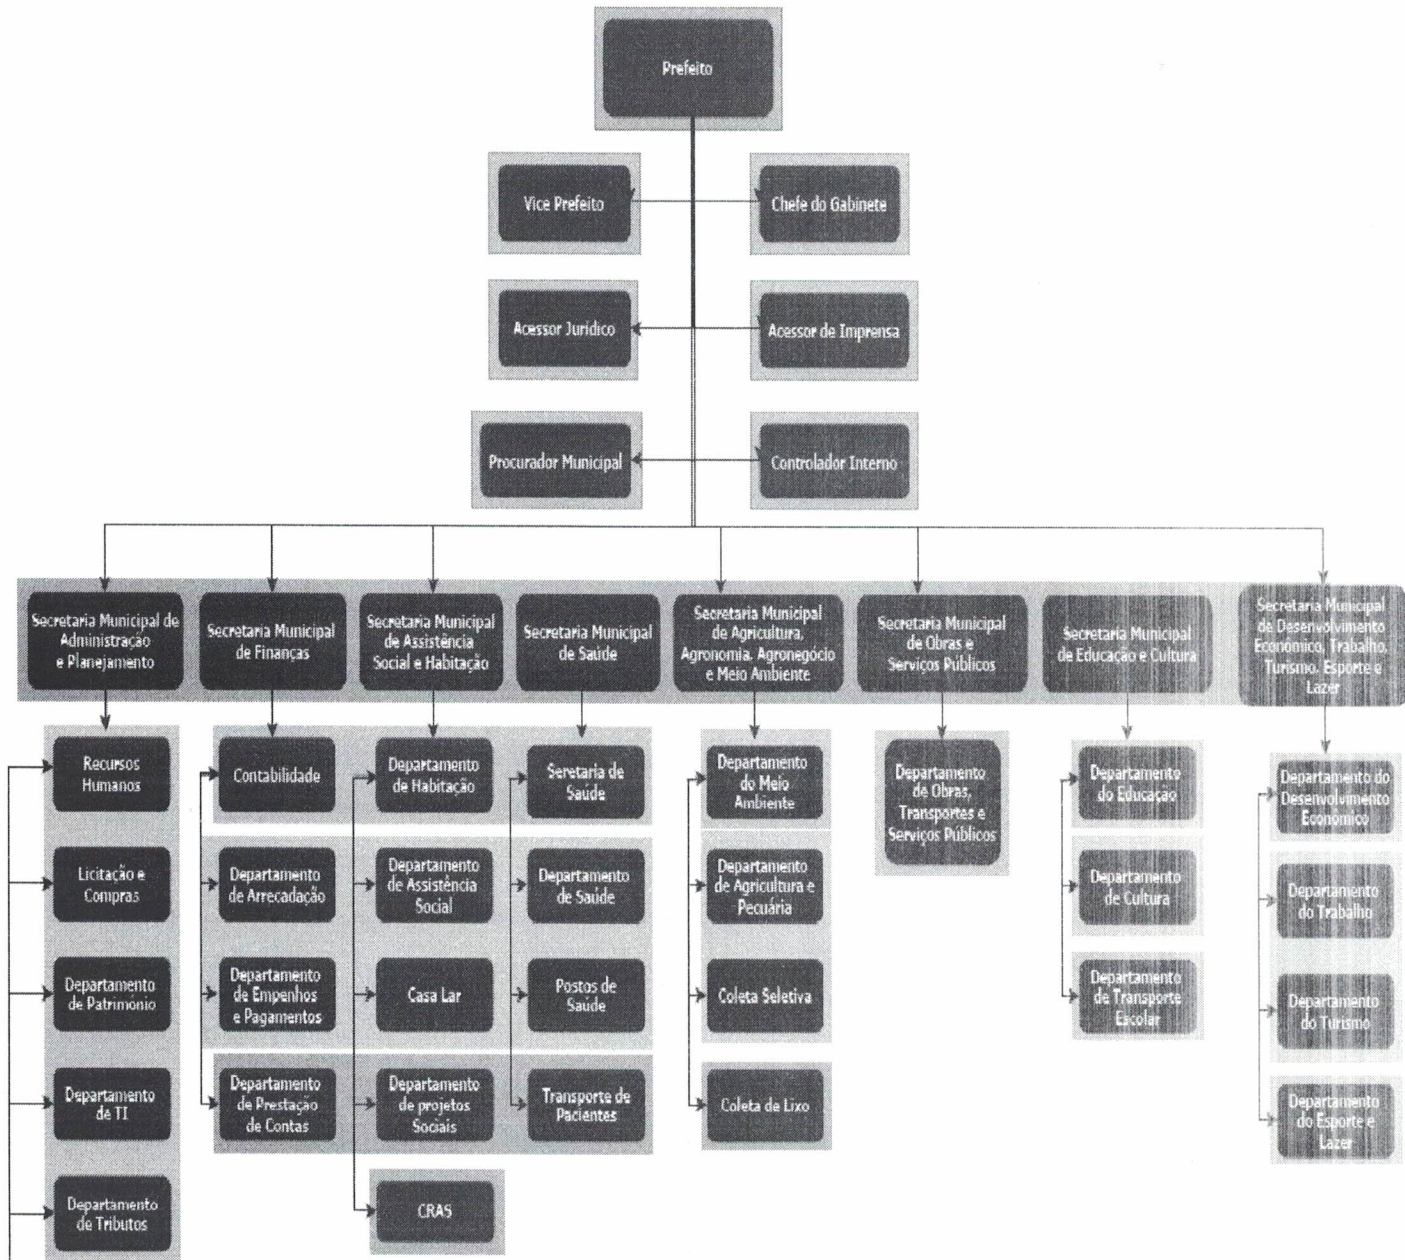 Prefeito
Vice Prefeito
Chefe do Gabinete
Acessor Jurídico
Acessor de Imprensa
Procurador Municipal
Controlador Interno
Secretaria Municipal de
Administração
e Planejamento
Secretaria Municipal
de Finanças
Secretaria Municipal
de Assistência
Social e Habitação
Secretaria Municipal
de Saúde
Secretaria Municipal
de Agricultura,
Agronomia, Agronegócio
e Meio Ambiente
Secretaria Municipal
de Obras e
Serviços Públicos
Secretaria Municipal
de Educação e Cultura
Secretaria Municipal
de Desenvolvimento
Econômico, Trabalho,
Turismo, Esporte e
Lazer
Recursos
Humanos
Licitação e
Compras
Departamento
de Patrimônio
Departamento
de TI
Departamento
de Tributos
Contabilidade
Departamento
de Arrecadação
Departamento
de Empenhos
e Pagamentos
Departamento
de Prestação
de Contas
Departamento
de Habitação
Departamento
de Assistência
Social
Casa Lar
Departamento
de projetos
Sociais
CRAS
Seretaria de
Saúde
Departamento
de Saúde
Postos de
Saúde
Transporte de
Pacientes
Departamento
do Meio
Ambiente
Departamento
de Agricultura e
Pecuária
Coleta Seletiva
Coleta de Lixo
Departamento
de Obras,
Transportes e
Serviços Públicos
Departamento
do Educação
Departamento
de Cultura
Departamento
de Transporte
Escolar
Departamento do
Desenvolvimento
Econômico
Departamento
do Trabalho
Departamento
do Turismo
Departamento
do Esporte e
Lazer